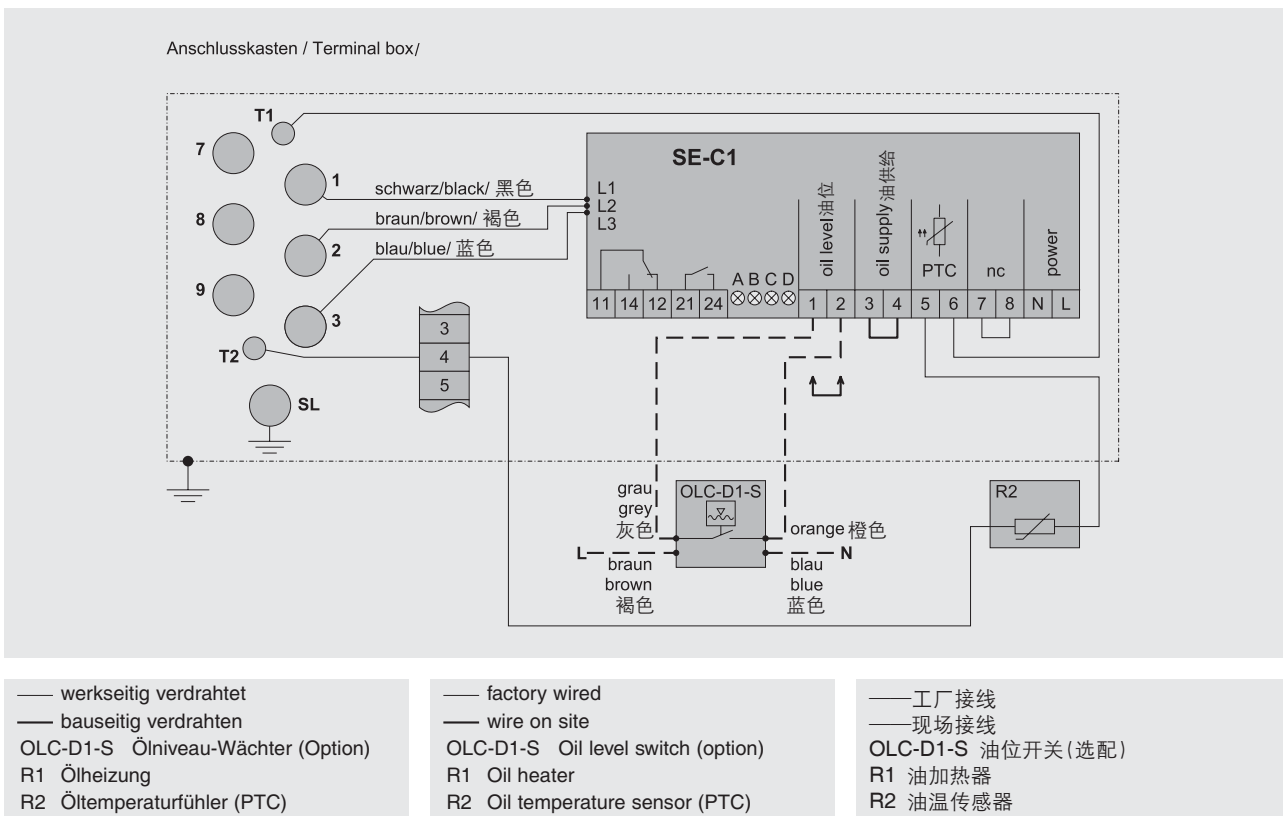 Anschlusskasten / Terminal box/
T1
7
1
SE-C1
schwarz/black/ 黑色
L1
8
braun/brown/ 褐色
L2
2
blau/blue/ 蓝色
L3
oil level油位
oil supply油供给
PTC
nc
power
9
3
A B C D
11 14 12 21 24 1 2 3 4 5 6 7 8 N L
T2
3
4
5
SL
grau
grey
灰色
OLC-D1-S
orange 橙色
R2
L
N
braun
brown
褐色
blau
blue
蓝色
werkseitig verdrahtet
bauseitig verdrahten
OLC-D1-S Ölniveau-Wächter (Option)
R1 Ölheizung
R2 Öltemperaturfühler (PTC)
factory wired
wire on site
OLC-D1-S Oil level switch (option)
R1 Oil heater
R2 Oil temperature sensor (PTC)
工厂接线
现场接线
OLC-D1-S 油位开关(选配)
R1 油加热器
R2 油温传感器